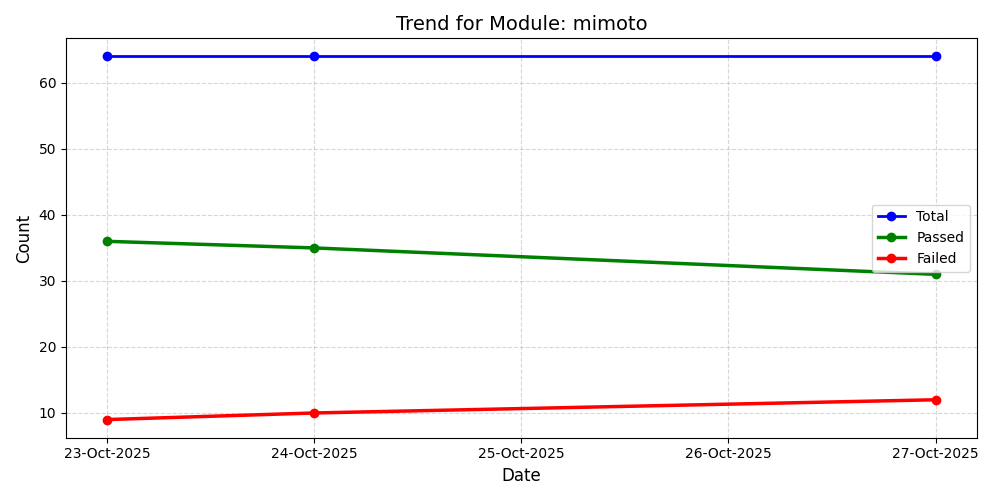 Trend for Module: mimoto
Count
60
50
40
30
20
10
Total
Passed
Failed
23-Oct-2025 24-Oct-2025 25-Oct-2025 26-Oct-2025 27-Oct-2025
Date